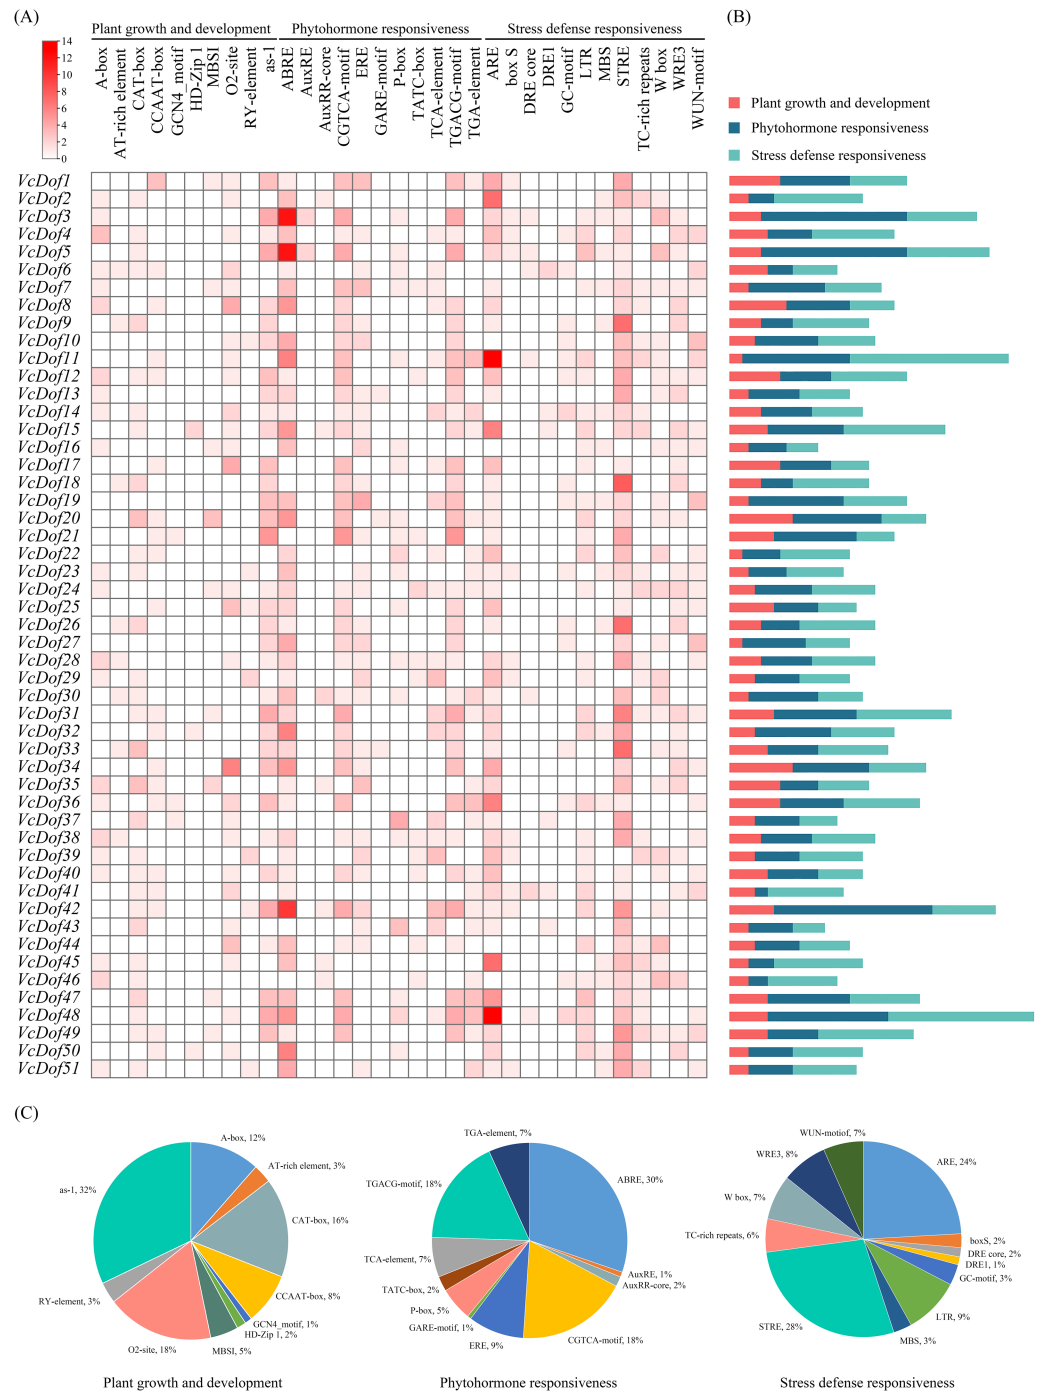 (A)
Plant growth and development
Phytohormone responsiveness
Stress defense responsiveness
(B)
14
12
10
8
6
4
2
0
A-box
AT-rich element
CAT-box
CCAAT-box
GCN4_motif
HD-Zip 1
MBSI
O2-site
RY-element
as-1
ABRE
AuxRE
AuxRR-core
CGTCA-motif
ERE
GARE-motif
P-box
TATC-box
TCA-element
TGACG-motif
TGA-element
ARE
box S
DRE core
DRE1
GC-motif
LTR
MBS
STRE
TC-rich repeats
W box
WRE3
WUN-motif
Plant growth and development
Phytohormone responsiveness
Stress defense responsiveness
VcDof1
VcDof2
VcDof3
VcDof4
VcDof5
VcDof6
VcDof7
VcDof8
VcDof9
VcDof10
VcDof11
VcDof12
VcDof13
VcDof14
VcDof15
VcDof16
VcDof17
VcDof18
VcDof19
VcDof20
VcDof21
VcDof22
VcDof23
VcDof24
VcDof25
VcDof26
VcDof27
VcDof28
VcDof29
VcDof30
VcDof31
VcDof32
VcDof33
VcDof34
VcDof35
VcDof36
VcDof37
VcDof38
VcDof39
VcDof40
VcDof41
VcDof42
VcDof43
VcDof44
VcDof45
VcDof46
VcDof47
VcDof48
VcDof49
VcDof50
VcDof51
(C)
A-box, 12%
AT-rich element, 3%
CAT-box, 16%
CCAAT-box, 8%
GCN4_motif, 1%
HD-Zip 1, 2%
MBSI, 5%
O2-site, 18%
RY-element, 3%
as-1, 32%
Plant growth and development
TGA-element, 7%
ABRE, 30%
AuxRE, 1%
AuxRR-core, 2%
CGTCA-motif, 18%
ERE, 9%
GARE-motif, 1%
P-box, 5%
TATC-box, 2%
TCA-element, 7%
TGACG-motif, 18%
Phytohormone responsiveness
WUN-motiof, 7%
ARE, 24%
boxS, 2%
DRE core, 2%
DRE1, 1%
GC-motif, 3%
LTR, 9%
MBS, 3%
STRE, 28%
TC-rich repeats, 6%
W box, 7%
WRE3, 8%
Stress defense responsiveness